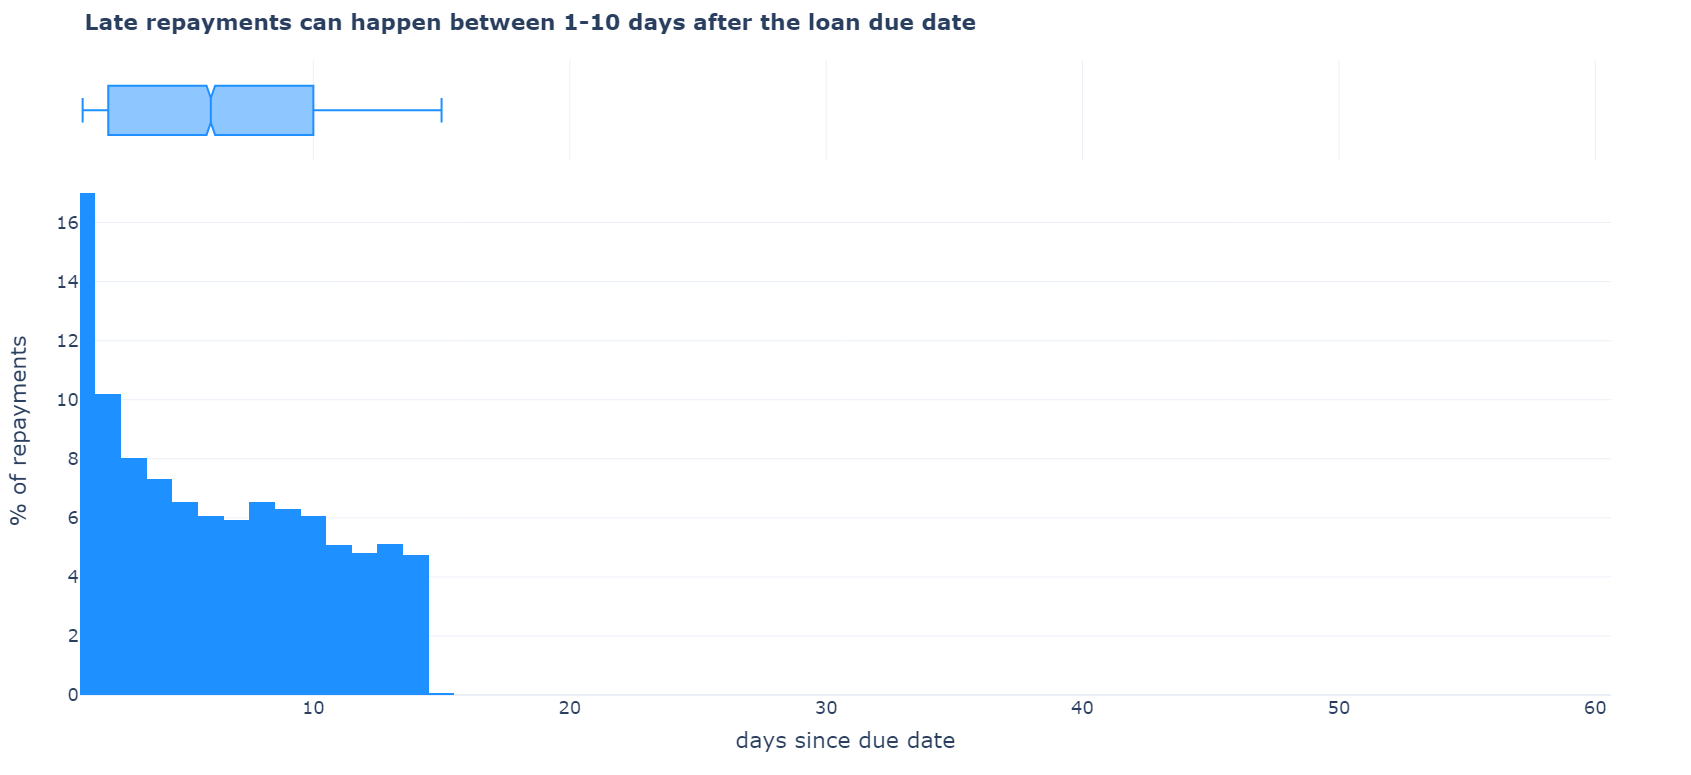 Late repayments can happen between 1-10 days after the loan due date
16
14
12
10
8
6
4
2
0
% of repayments
10 20 30 40 50 60
days since due date